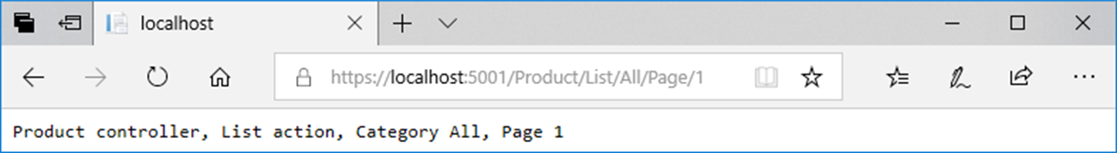 localhost
https://localhost:5001/Product/List/All/Page/1
Product controller, List action, Category All, Page 1